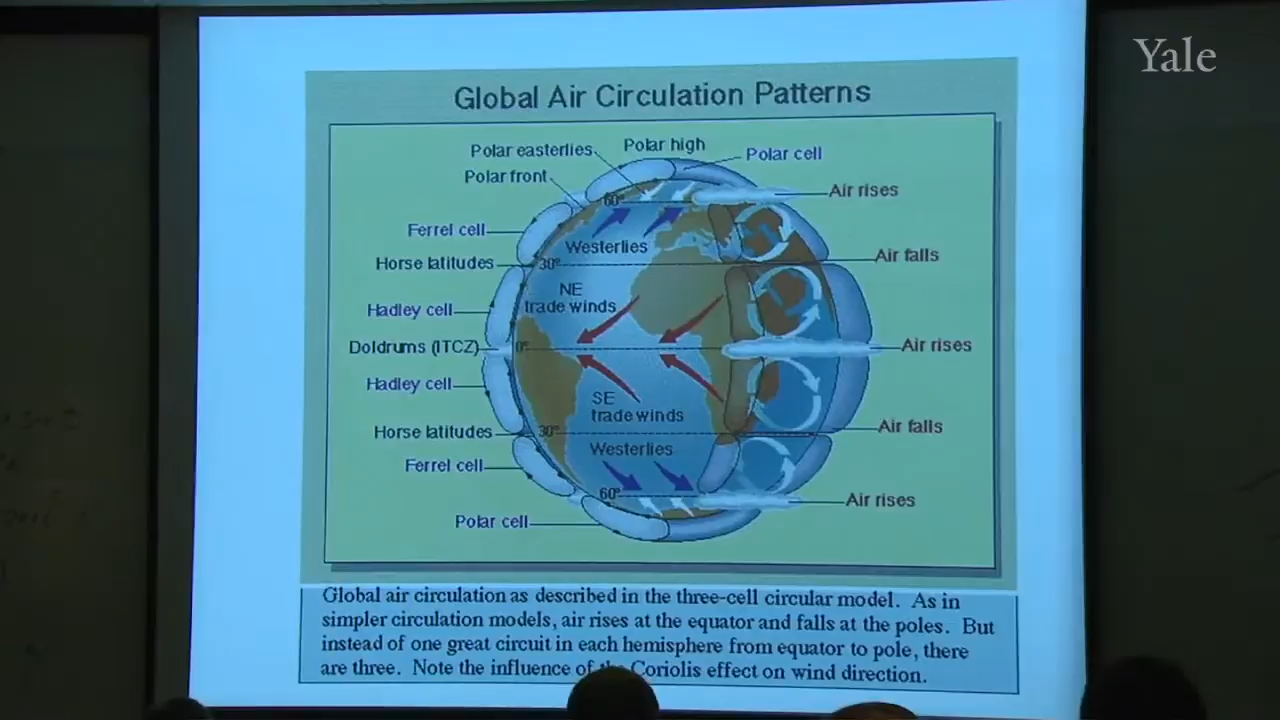 Yale
Global Air Circulation Patterns
Polar easterlies
Polar high
Polar cell
Polar front
Air rises
60°
Ferrel cell
Westerlies
Air falls
Horse latitudes
30°
NE
trade winds
Hadley cell
Doldrums (ITCZ)
0°
Air rises
Hadley cell
SE
trade winds
Air falls
Horse latitudes
30°
Westerlies
Ferrel cell
60°
Air rises
Polar cell
Global air circulation as described in the three-cell circular model. As in
simpler circulation models, air rises at the equator and falls at the poles. But
instead of one great circuit in each hemisphere from equator to pole, there
are three. Note the influence of Coriolis effect on wind direction.